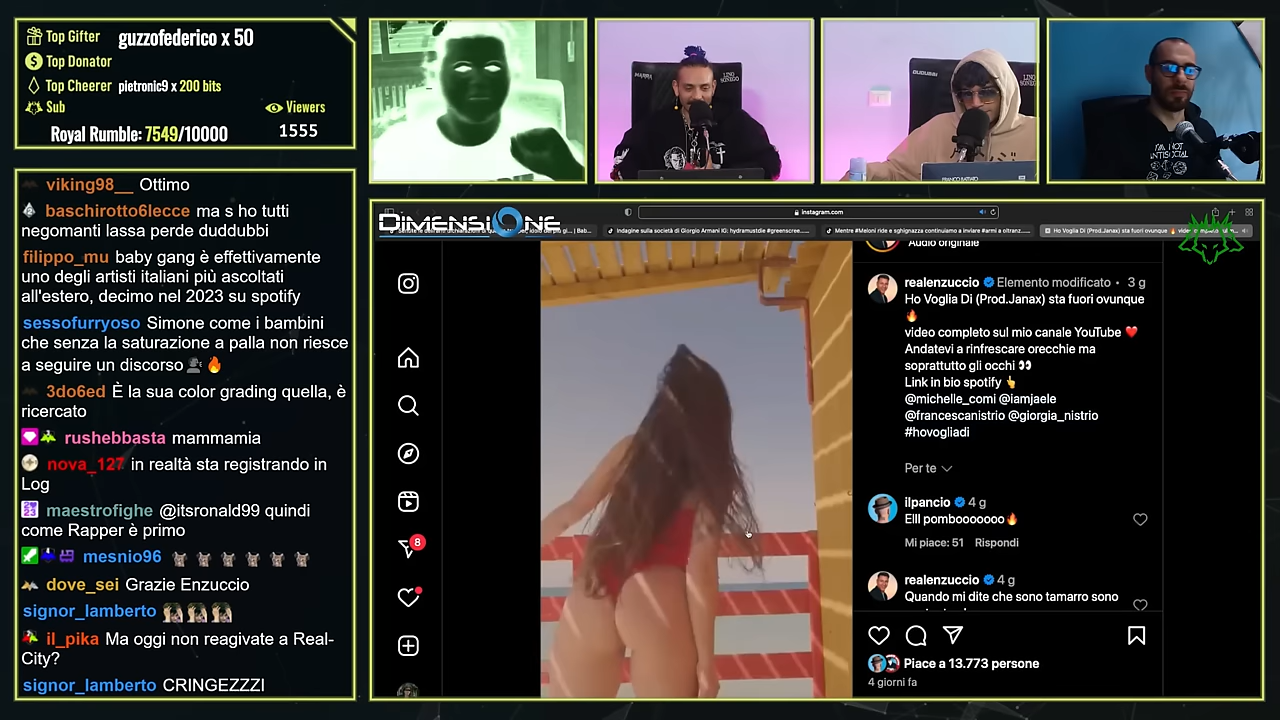 Top Gifter
guzzofederico x 50
Top Donator
Top Cheerer pietronic9 x 200 bits
Sub
Viewers
Royal Rumble: 7549/10000
1555
viking98__ Ottimo
baschirotto6lecce ma s ho tutti
negomanti lassa perde duddubbi
filippo_mu baby gang è effettivamente
uno degli artisti italiani più ascoltati
all'estero, decimo nel 2023 su spotify
sessofurryoso Simone come i bambini
che senza la saturazione a palla non riesce
a seguire un discorso
3do6ed È la sua color grading quella, è
ricercato
rushebbasta mammamia
nova_127 in realtà sta registrando in
Log
maestrofighe @itsronald99 quindi
come Rapper è primo
mesnio96
dove_sei Grazie Enzuccio
signor_lamberto
il_pika Ma oggi non reagivate a Real-
City?
signor_lamberto CRINGEZZZI
I'M NOT
ANTISOCIAL
FRANCO BATTIATO
DIMENSIONE
instagram.com
Indagine sulla società di Giorgio Armani IG: hydramustdie #greenscree...
Mentre #Meloni ride e sghignazza continuiamo a inviare #armi a oltranz...
Ho Voglia Di (Prod.Janax) sta fuori ovunque
8
Audio originale
realenzuccio Elemento modificato · 3 g
Ho Voglia Di (Prod.Janax) sta fuori ovunque
🔥
video completo sul mio canale YouTube ❤️
Andatevi a rinfrescare orecchie ma
soprattutto gli occhi 👀
Link in bio spotify 👆
@michelle_comi @iamjaele
@francescanistrio @giorgia_nistrio
#hovogliadi
Per te
ilpancio 4 g
Elll pombooooooo🔥
Mi piace: 51 Rispondi
realenzuccio 4 g
Quando mi dite che sono tamarro sono
Piace a 13.773 persone
4 giorni fa